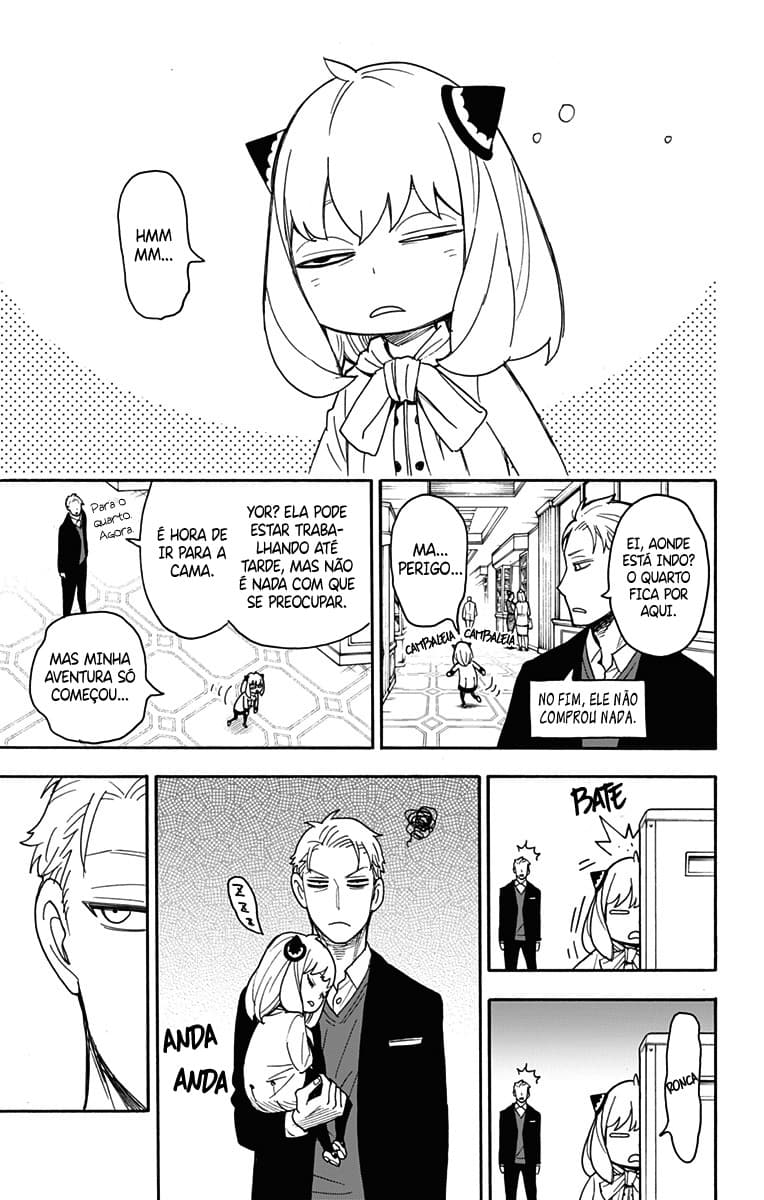 HMM
MM...
EI, AONDE
ESTÁ INDO?
O QUARTO
FICA POR
AQUI.
MA...
PERIGO...
CAMBALEIA
CAMBALEIA
NO FIM, ELE NÃO
COMPROU NADA.
YOR? ELA PODE
ESTAR TRABA-
LHANDO ATÉ
TARDE, MAS NÃO
É NADA COM QUE
SE PREOCUPAR.
É HORA DE
IR PARA A
CAMA.
Para o
quarto.
Agora.
MAS MINHA
AVENTURA SÓ
COMEÇOU...
BATE
RONCA
Z
Z
Z
ANDA
ANDA